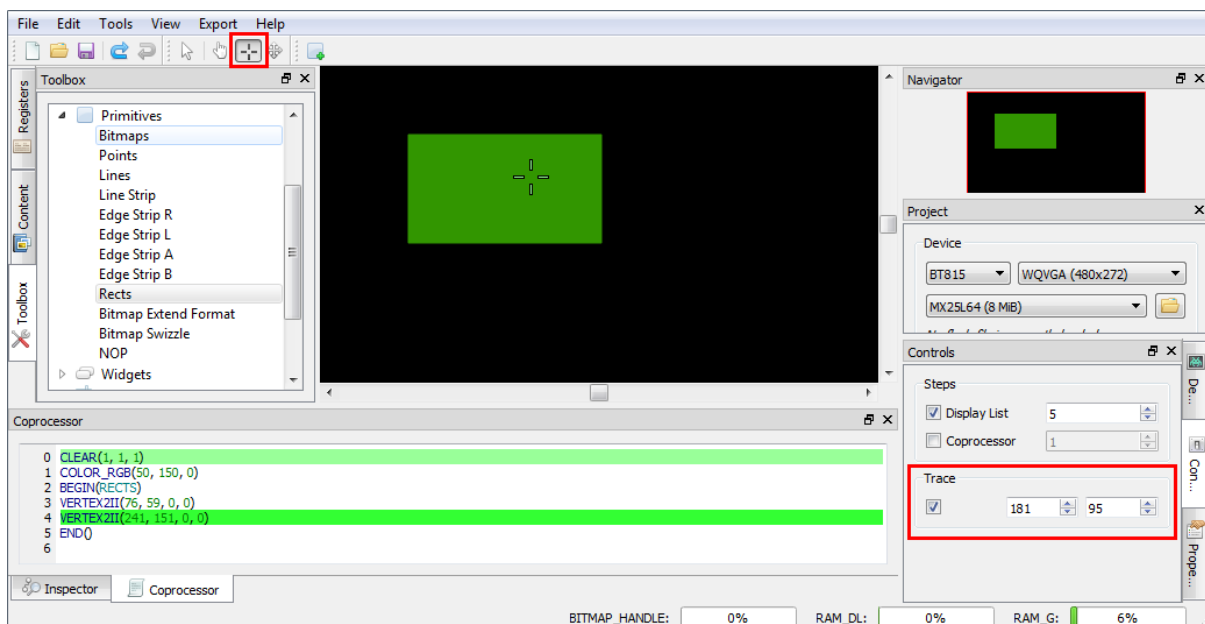 File Edit Tools View Export Help
Registers
Content
Toolbox
Toolbox
Primitives
Bitmaps
Points
Lines
Line Strip
Edge Strip R
Edge Strip L
Edge Strip A
Edge Strip B
Rects
Bitmap Extend Format
Bitmap Swizzle
NOP
Widgets
Navigator
Project
Device
BT815 WQVGA (480x272)
MX25L64 (8 MiB)
Controls
Steps
Display List 5
Coprocessor 1
Trace
181 95
De...
Con...
Prope...
Coprocessor
0 CLEAR(1, 1, 1)
1 COLOR_RGB(50, 150, 0)
2 BEGIN(RECTS)
3 VERTEX2II(76, 59, 0, 0)
4 VERTEX2II(241, 151, 0, 0)
5 END()
6
Inspector Coprocessor
BITMAP_HANDLE: 0% RAM_DL: 0% RAM_G: 6%